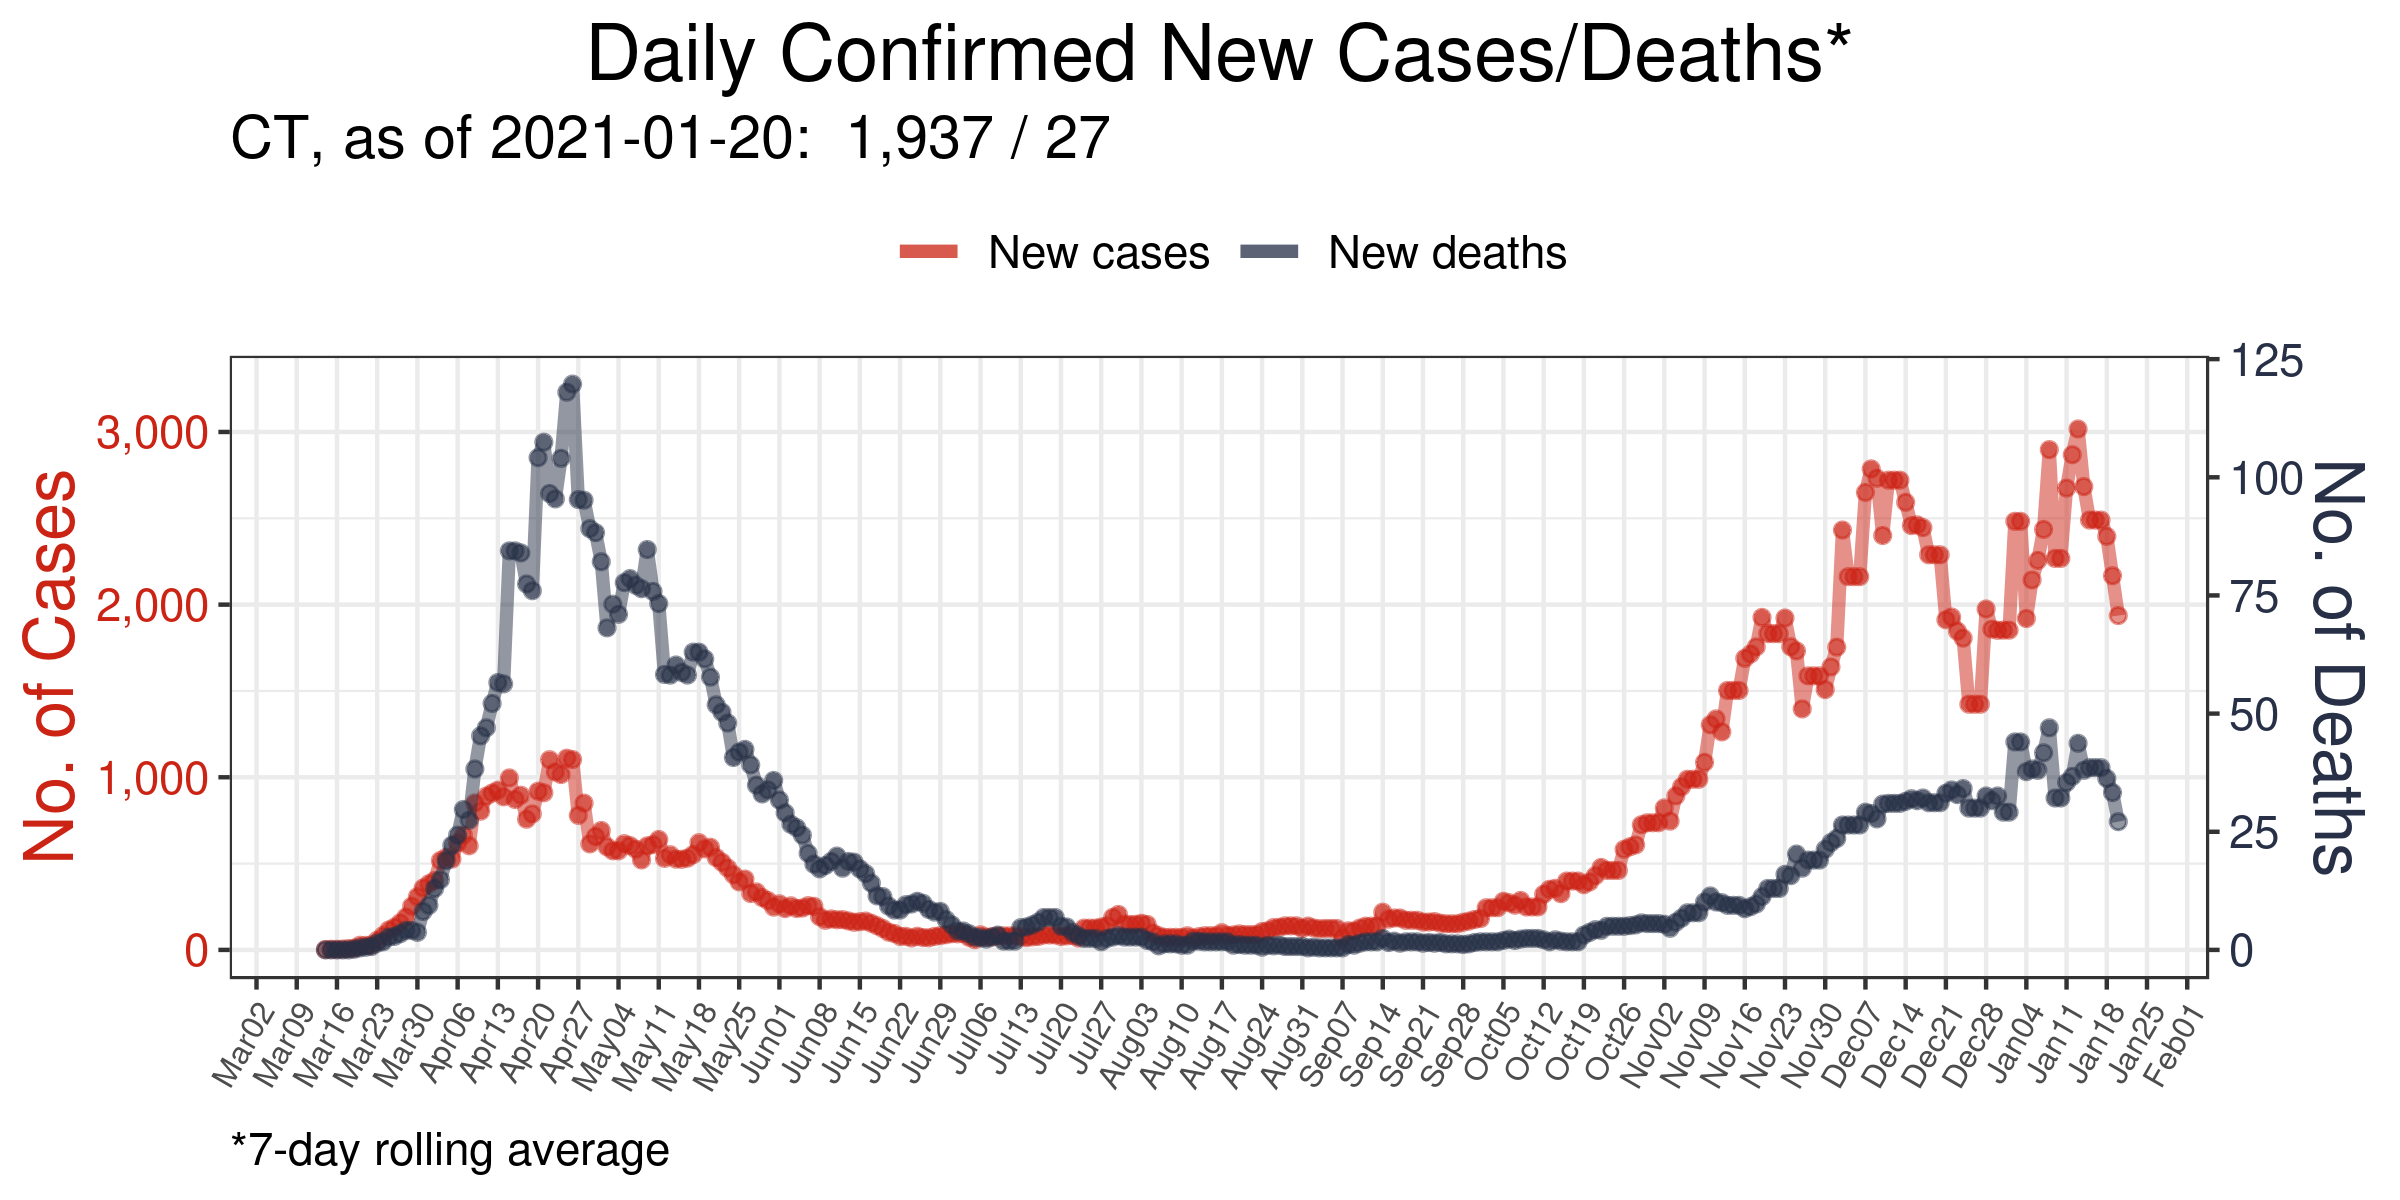 Daily Confirmed New Cases/Deaths*
CT, as of 2021-01-20:  1,937 / 27
New cases
New deaths
No. of Cases
3,000
2,000
1,000
0
125
100
75
50
25
0
No. of Deaths
Mar02
Mar09
Mar16
Mar23
Mar30
Apr06
Apr13
Apr20
Apr27
May04
May11
May18
May25
Jun01
Jun08
Jun15
Jun22
Jun29
Jul06
Jul13
Jul20
Jul27
Aug03
Aug10
Aug17
Aug24
Aug31
Sep07
Sep14
Sep21
Sep28
Oct05
Oct12
Oct19
Oct26
Nov02
Nov09
Nov16
Nov23
Nov30
Dec07
Dec14
Dec21
Dec28
Jan04
Jan11
Jan18
Jan25
Feb01
*7-day rolling average